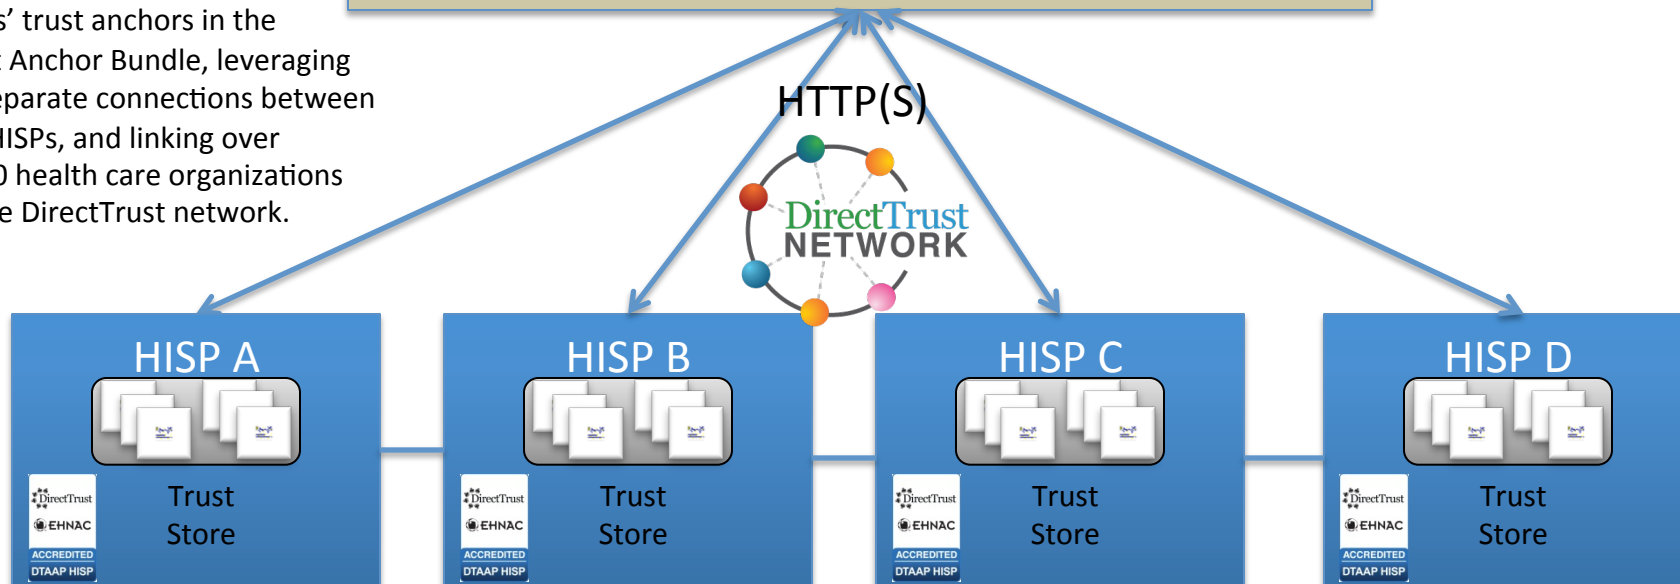 s’ trust anchors in the
t Anchor Bundle, leveraging
eparate connections between
HISPs, and linking over
0 health care organizations
e DirectTrust network.
HTTP(S)
DirectTrust
NETWORK
HISP A
HISP B
HISP C
HISP D
DirectTrust
EHNAC
ACCREDITED
DTAAP HISP
Trust
Store
DirectTrust
EHNAC
ACCREDITED
DTAAP HISP
Trust
Store
DirectTrust
EHNAC
ACCREDITED
DTAAP HISP
Trust
Store
DirectTrust
EHNAC
ACCREDITED
DTAAP HISP
Trust
Store